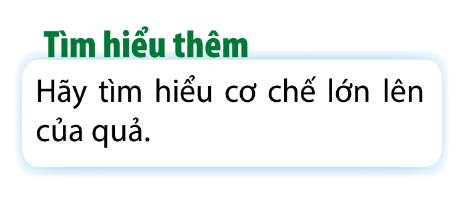 Tìm hiểu thêm
Hãy tìm hiểu cơ chế lớn lên
của quả.